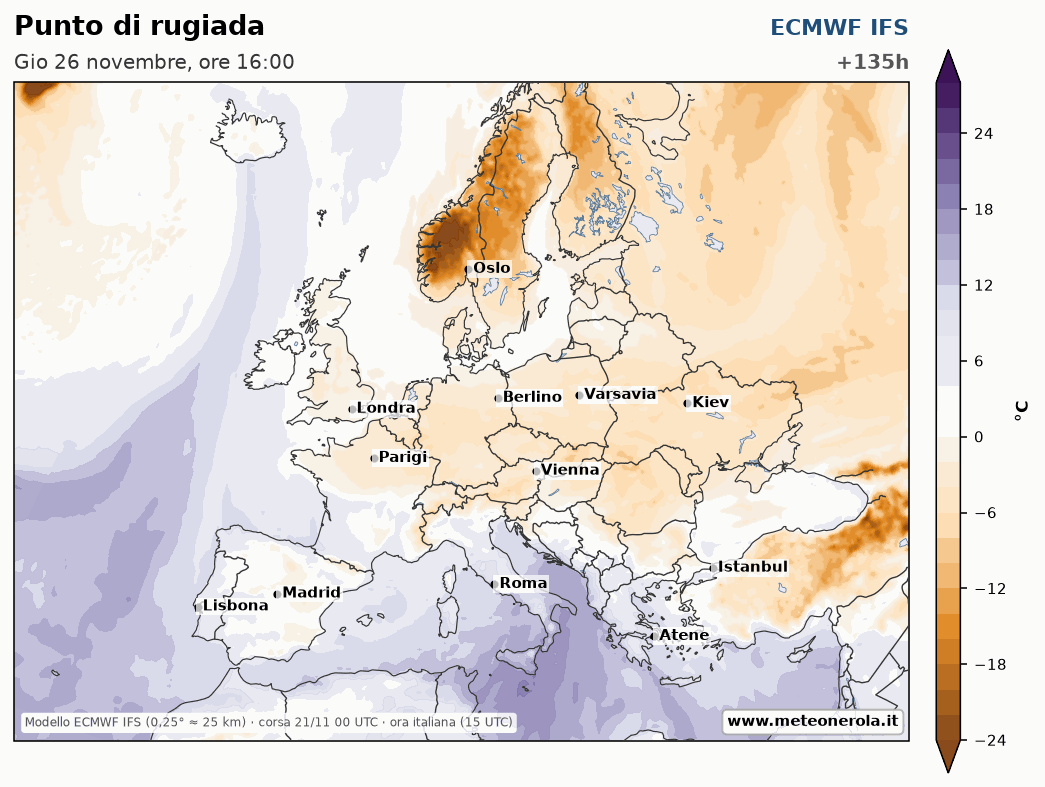 Punto di rugiada
ECMWF IFS
Gio 26 novembre, ore 16:00
+135h
24
18
12
6
0
−6
−12
−18
−24
°C
Oslo
Berlino
Varsavia
Kiev
Londra
Parigi
Vienna
Istanbul
Roma
Madrid
Lisbona
Atene
Modello ECMWF IFS (0,25° ≈ 25 km) · corsa 21/11 00 UTC · ora italiana (15 UTC)
www.meteonerola.it